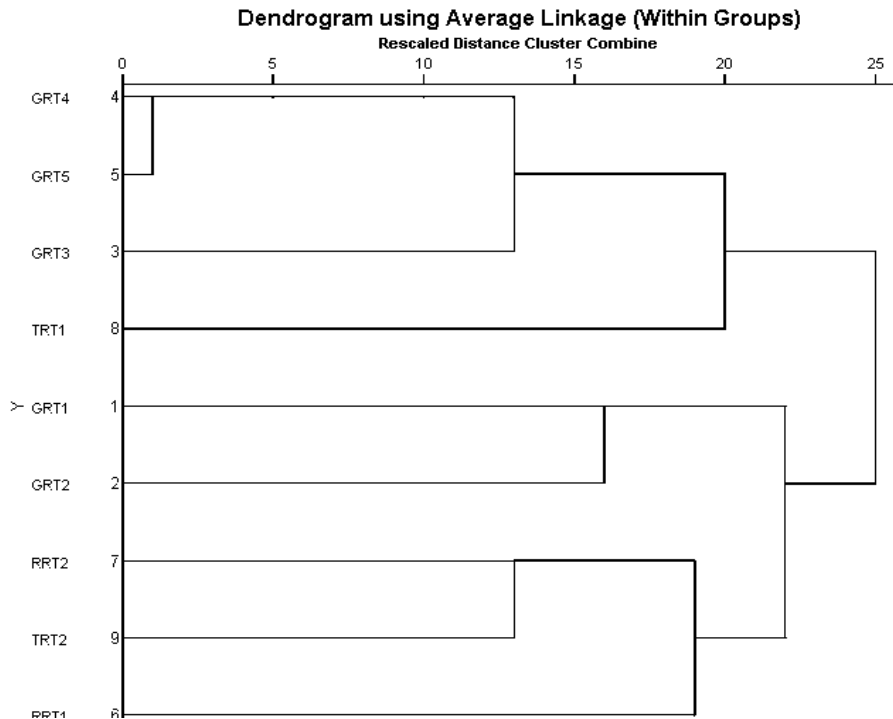 Dendrogram using Average Linkage (Within Groups)
Rescaled Distance Cluster Combine
0 5 10 15 20 25
GRT4 4
GRT5 5
GRT3 3
TRT1 8
Y
GRT1 1
GRT2 2
RRT2 7
TRT2 9
RRT1 6